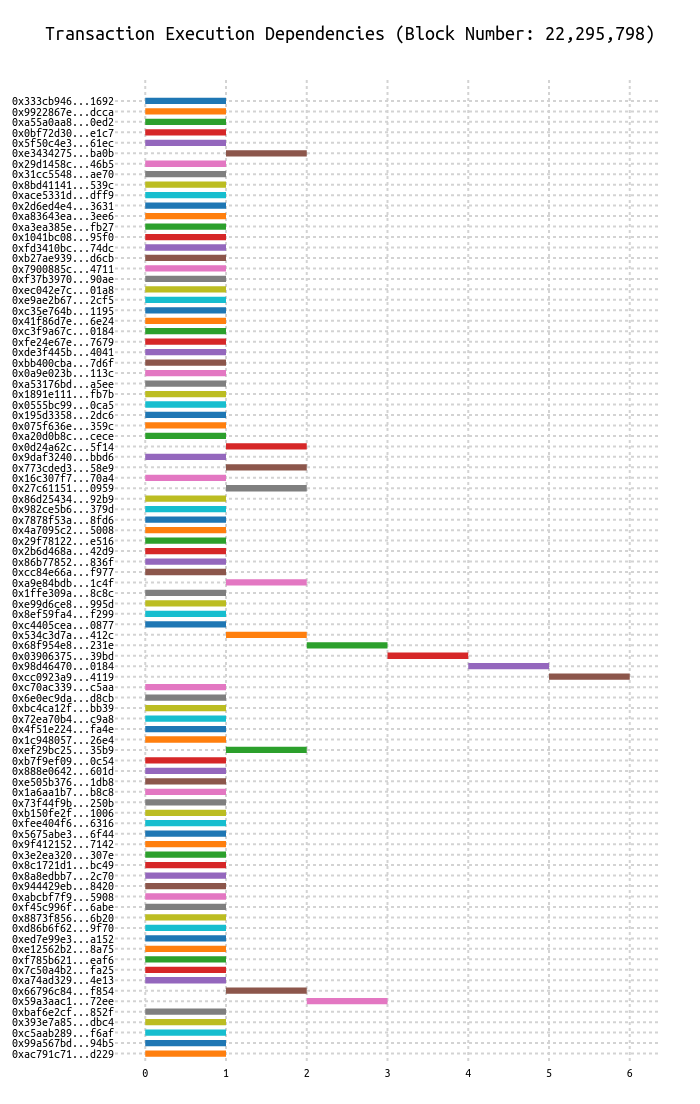 Transaction Execution Dependencies (Block Number: 22,295,798)
0x333cb946...1692
0x9922867e...dcca
0xa55a0aa8...0ed2
0x0bf72d30...e1c7
0x5f50c4e3...61ec
0xe3434275...ba0b
0x29d1458c...46b5
0x31cc5548...ae70
0x8bd41141...539c
0xace5331d...dff9
0x2d6ed4e4...3631
0xa83643ea...3ee6
0xa3ea385e...fb27
0x1041bc08...95f0
0xfd3410bc...74dc
0xb27ae939...d6cb
0x7900885c...4711
0xf37b3970...90ae
0xec042e7c...01a8
0xe9ae2b67...2cf5
0xc35e764b...1195
0x41f86d7e...6e24
0xc3f9a67c...0184
0xfe24e67e...7679
0xde3f445b...4041
0xbb400cba...7d6f
0x0a9e023b...113c
0xa53176bd...a5ee
0x1891e111...fb7b
0x0555bc99...0ca5
0x195d3358...2dc6
0x075f636e...359c
0xa20d0b8c...cece
0x0d24a62c...5f14
0x9daf3240...bbd6
0x773cded3...58e9
0x16c307f7...70a4
0x27c61151...0959
0x86d25434...92b9
0x982ce5b6...379d
0x7878f53a...8fd6
0x4a7095c2...5008
0x29f78122...e516
0x2b6d468a...42d9
0x86b77852...836f
0xcc84e66a...f977
0xa9e84bdb...1c4f
0x1ffe309a...8c8c
0xe99d6ce8...995d
0x8ef59fa4...f299
0xc4405cea...0877
0x534c3d7a...412c
0x68f954e8...231e
0x03906375...39bd
0x98d46470...0184
0xcc0923a9...4119
0xc70ac339...c5aa
0x6e0ec9da...d8cb
0xbc4ca12f...bb39
0x72ea70b4...c9a8
0x4f51e224...fa4e
0x1c948057...26e4
0xef29bc25...35b9
0xb7f9ef09...0c54
0x888e0642...601d
0xe505b376...1db8
0x1a6aa1b7...b8c8
0x73f44f9b...250b
0xb150fe2f...1006
0xfee404f6...6316
0x5675abe3...6f44
0x9f412152...7142
0x3e2ea320...307e
0x8c1721d1...bc49
0x8a8edbb7...2c70
0x944429eb...8420
0xabcbf7f9...5908
0xf45c996f...6abe
0x8873f856...6b20
0xd86b6f62...9f70
0xed7e99e3...a152
0xe12562b2...8a75
0xf785b621...eaf6
0x7c50a4b2...fa25
0xa74ad329...4e13
0x66796c84...f854
0x59a3aac1...72ee
0xbaf6e2cf...852f
0x393e7a85...dbc4
0xc5aab289...f6af
0x99a567bd...94b5
0xac791c71...d229
0 1 2 3 4 5 6